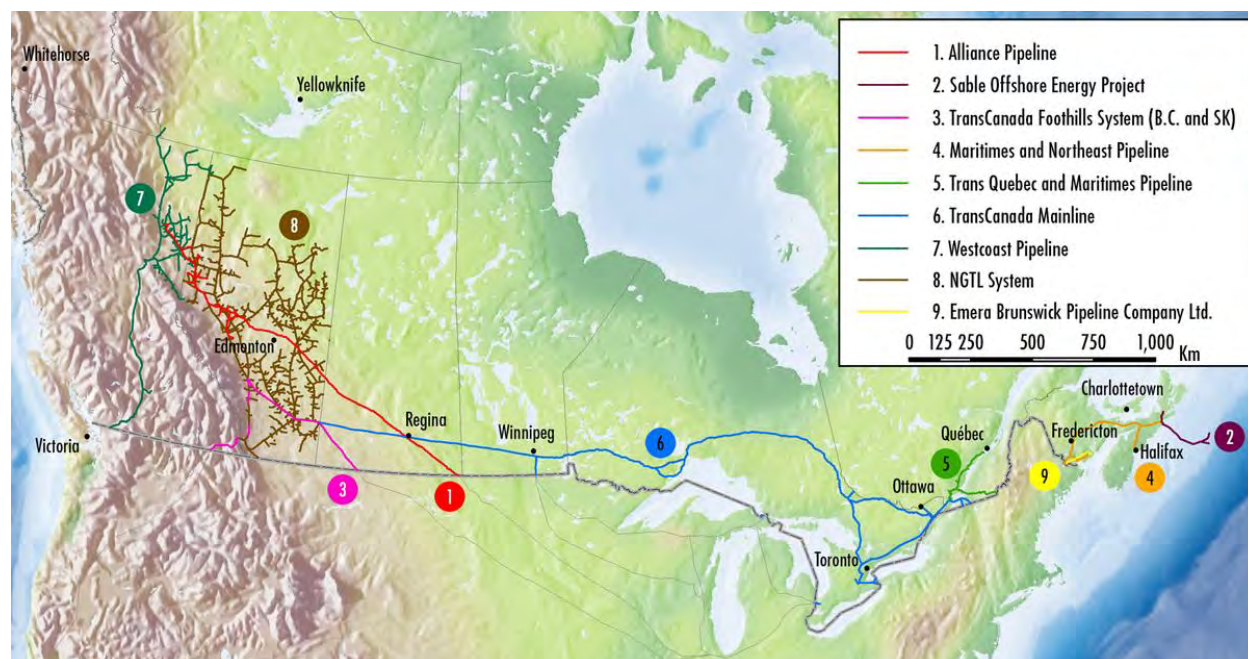 Whitehorse
Yellowknife
7
8
Edmonton
Victoria
3
Regina
1
Winnipeg
6
Toronto
Ottawa
5
Québec
9
Fredericton
Charlottetown
Halifax
4
2
1. Alliance Pipeline
2. Sable Offshore Energy Project
3. TransCanada Foothills System (B.C. and SK)
4. Maritimes and Northeast Pipeline
5. Trans Quebec and Maritimes Pipeline
6. TransCanada Mainline
7. Westcoast Pipeline
8. NGTL System
9. Emera Brunswick Pipeline Company Ltd.
0 125 250 500 750 1,000 Km